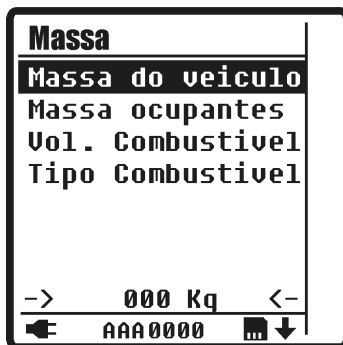 Massa
Massa do veiculo
Massa ocupantes
Vol. Combustivel
Tipo Combustivel
-> 000 Kg <-
AAA0000